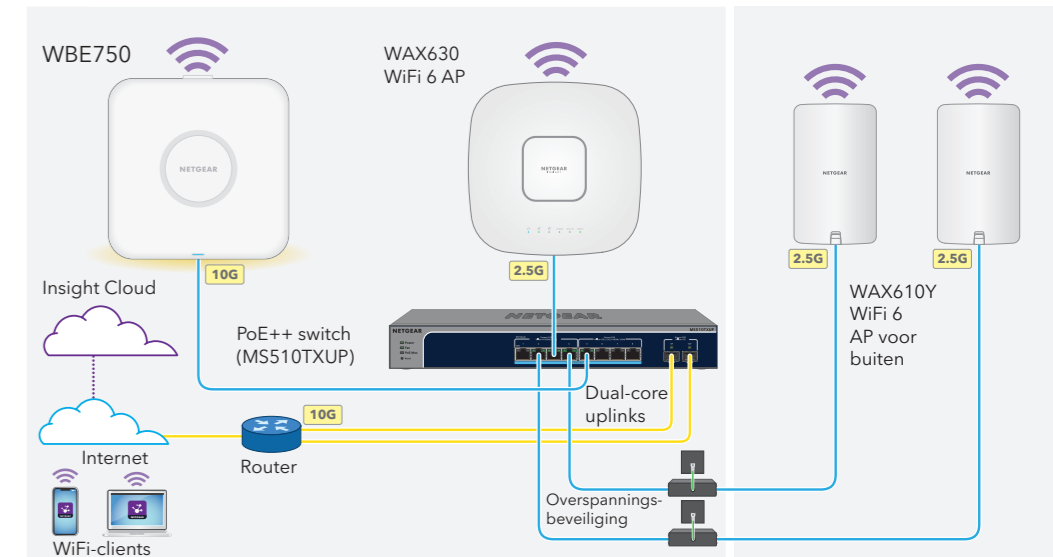 WBE750
WAX630
WiFi 6 AP
NETGEAR
NETGEAR
NETGEAR
NETGEAR
10G
2.5G
2.5G
2.5G
Insight Cloud
WAX610Y
WiFi 6
AP voor
buiten
PoE++ switch
(MS510TXUP)
NETGEAR
NETGEAR
MS510TXUP
Dual-core
uplinks
10G
Internet
Router
Overspannings-
beveiliging
WiFi-clients